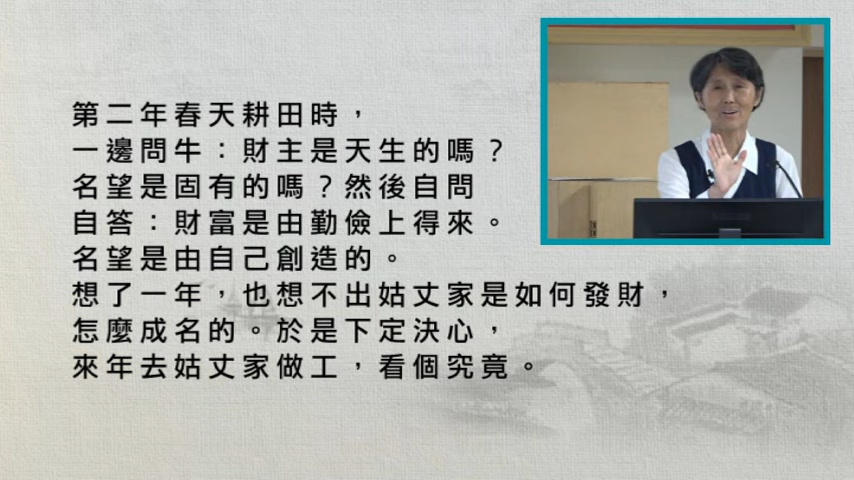 第二年春天耕田時，
一邊問牛：財主是天生的嗎？
名望是固有的嗎？然後自問
自答：財富是由勤儉上得來。
名望是由自己創造的。
想了一年，也想不出姑丈家是如何發財，
怎麼成名的。於是下定決心，
來年去姑丈家做工，看個究竟。